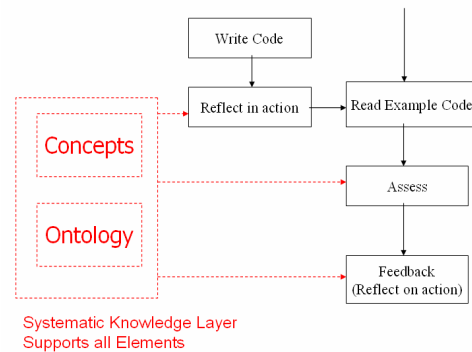 Write Code
Reflect in action
Read Example Code
Concepts
Assess
Ontology
Feedback
(Reflect on action)
Systematic Knowledge Layer
Supports all Elements